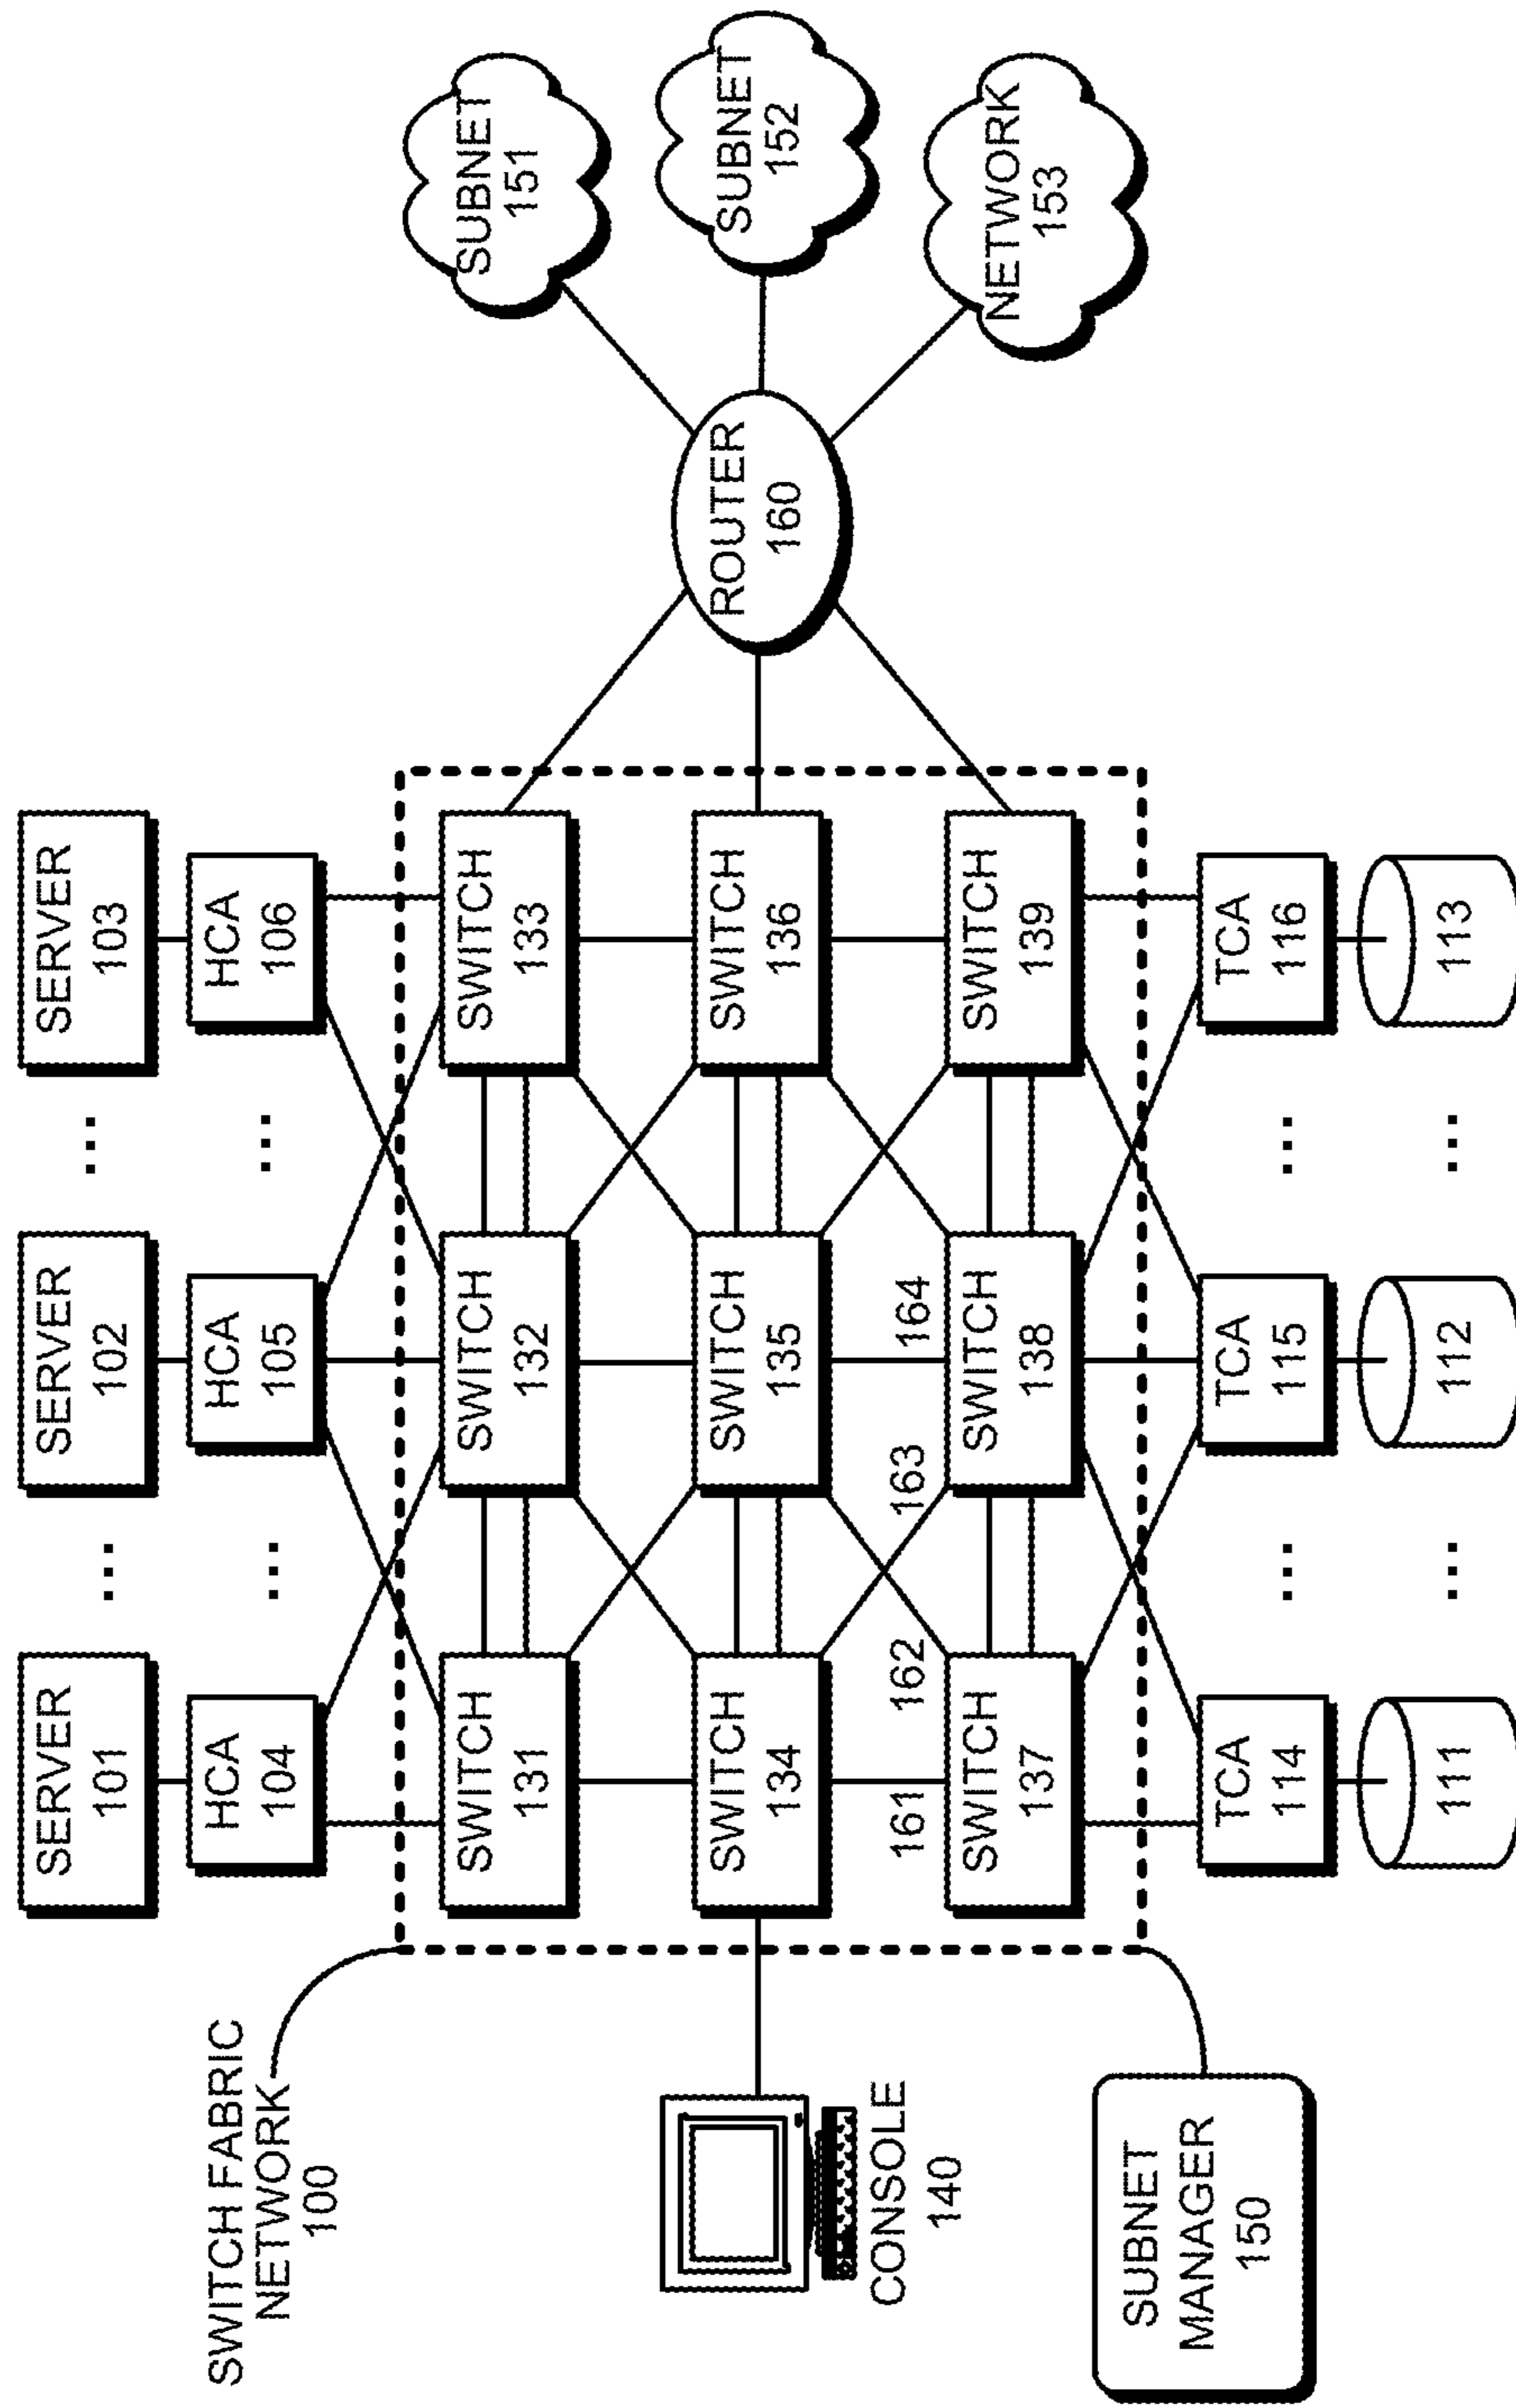 SERVER
101
...
SERVER
102
...
SERVER
103
HCA
104
...
HCA
105
...
HCA
106
SWITCH FABRIC
NETWORK
100
SWITCH
131
SWITCH
132
SWITCH
133
SUBNET
151
CONSOLE
140
SWITCH
134
SWITCH
135
SWITCH
136
ROUTER
160
SUBNET
152
161
162
163
164
SUBNET
MANAGER
150
SWITCH
137
SWITCH
138
SWITCH
139
NETWORK
153
TCA
114
...
TCA
115
...
TCA
116
111
...
112
...
113